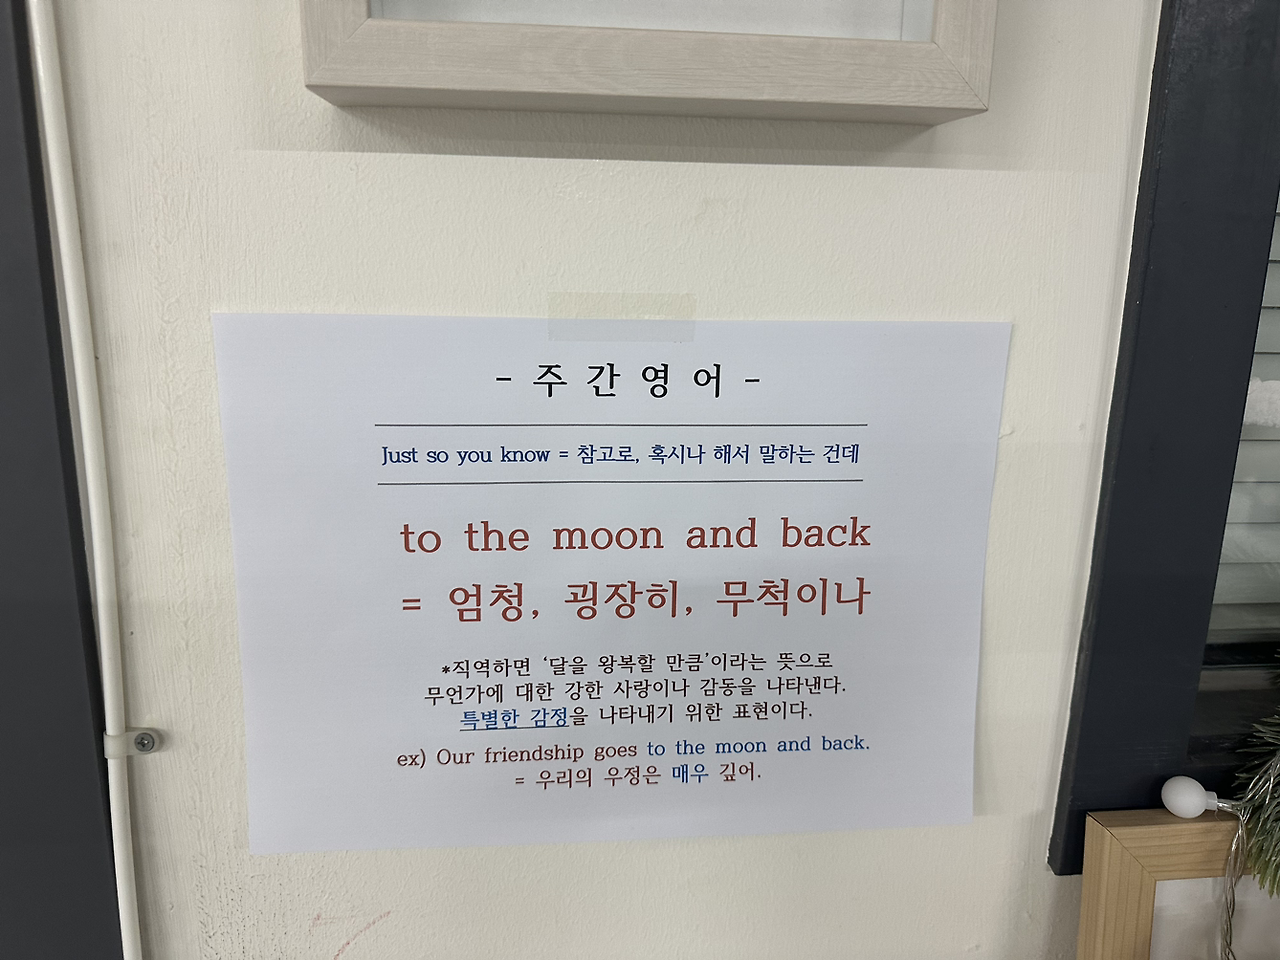 - 주 간 영 어 -
Just so you know = 참고로, 혹시나 해서 말하는 건데
to the moon and back
= 엄청, 굉장히, 무척이나
*직역하면 '달을 왕복할 만큼'이라는 뜻으로
무언가에 대한 강한 사랑이나 감동을 나타낸다.
특별한 감정을 나타내기 위한 표현이다.
ex) Our friendship goes to the moon and back.
= 우리의 우정은 매우 깊어.